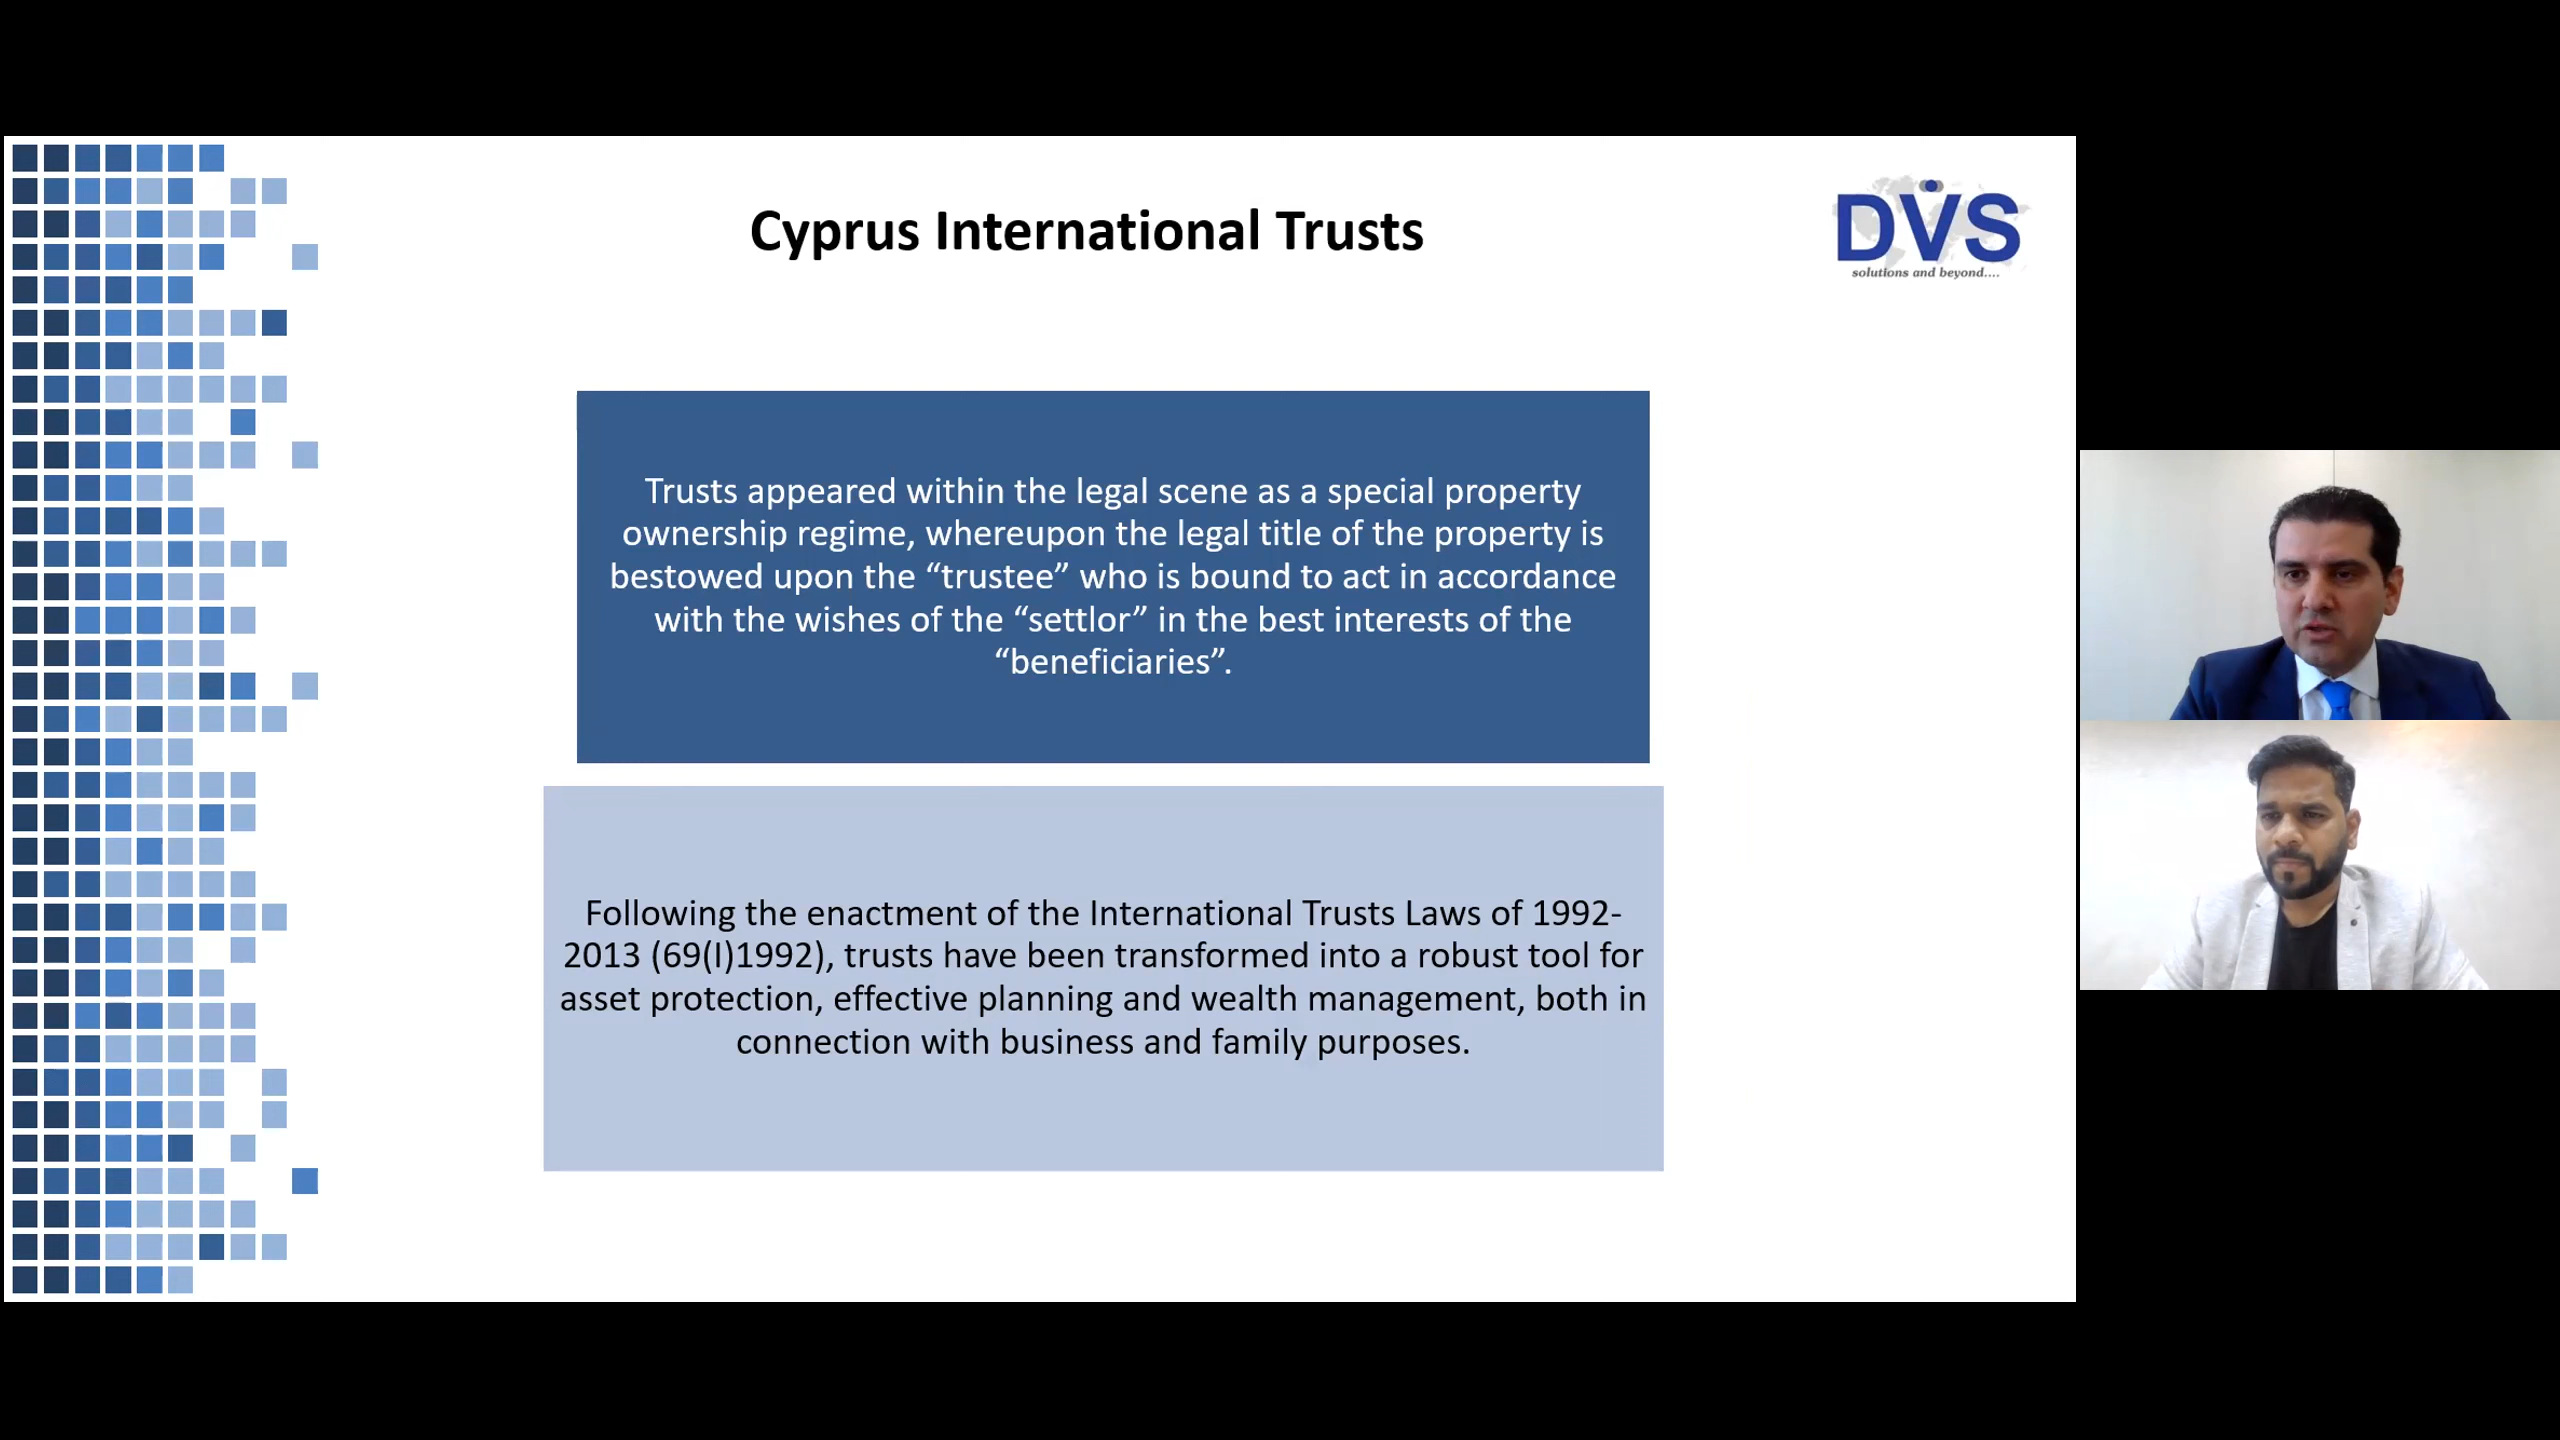 Cyprus International Trusts
DVS
solutions and beyond....
Trusts appeared within the legal scene as a special property
ownership regime, whereupon the legal title of the property is
bestowed upon the “trustee” who is bound to act in accordance
with the wishes of the “settlor” in the best interests of the
“beneficiaries”.
Following the enactment of the International Trusts Laws of 1992-
2013 (69(I)1992), trusts have been transformed into a robust tool for
asset protection, effective planning and wealth management, both in
connection with business and family purposes.